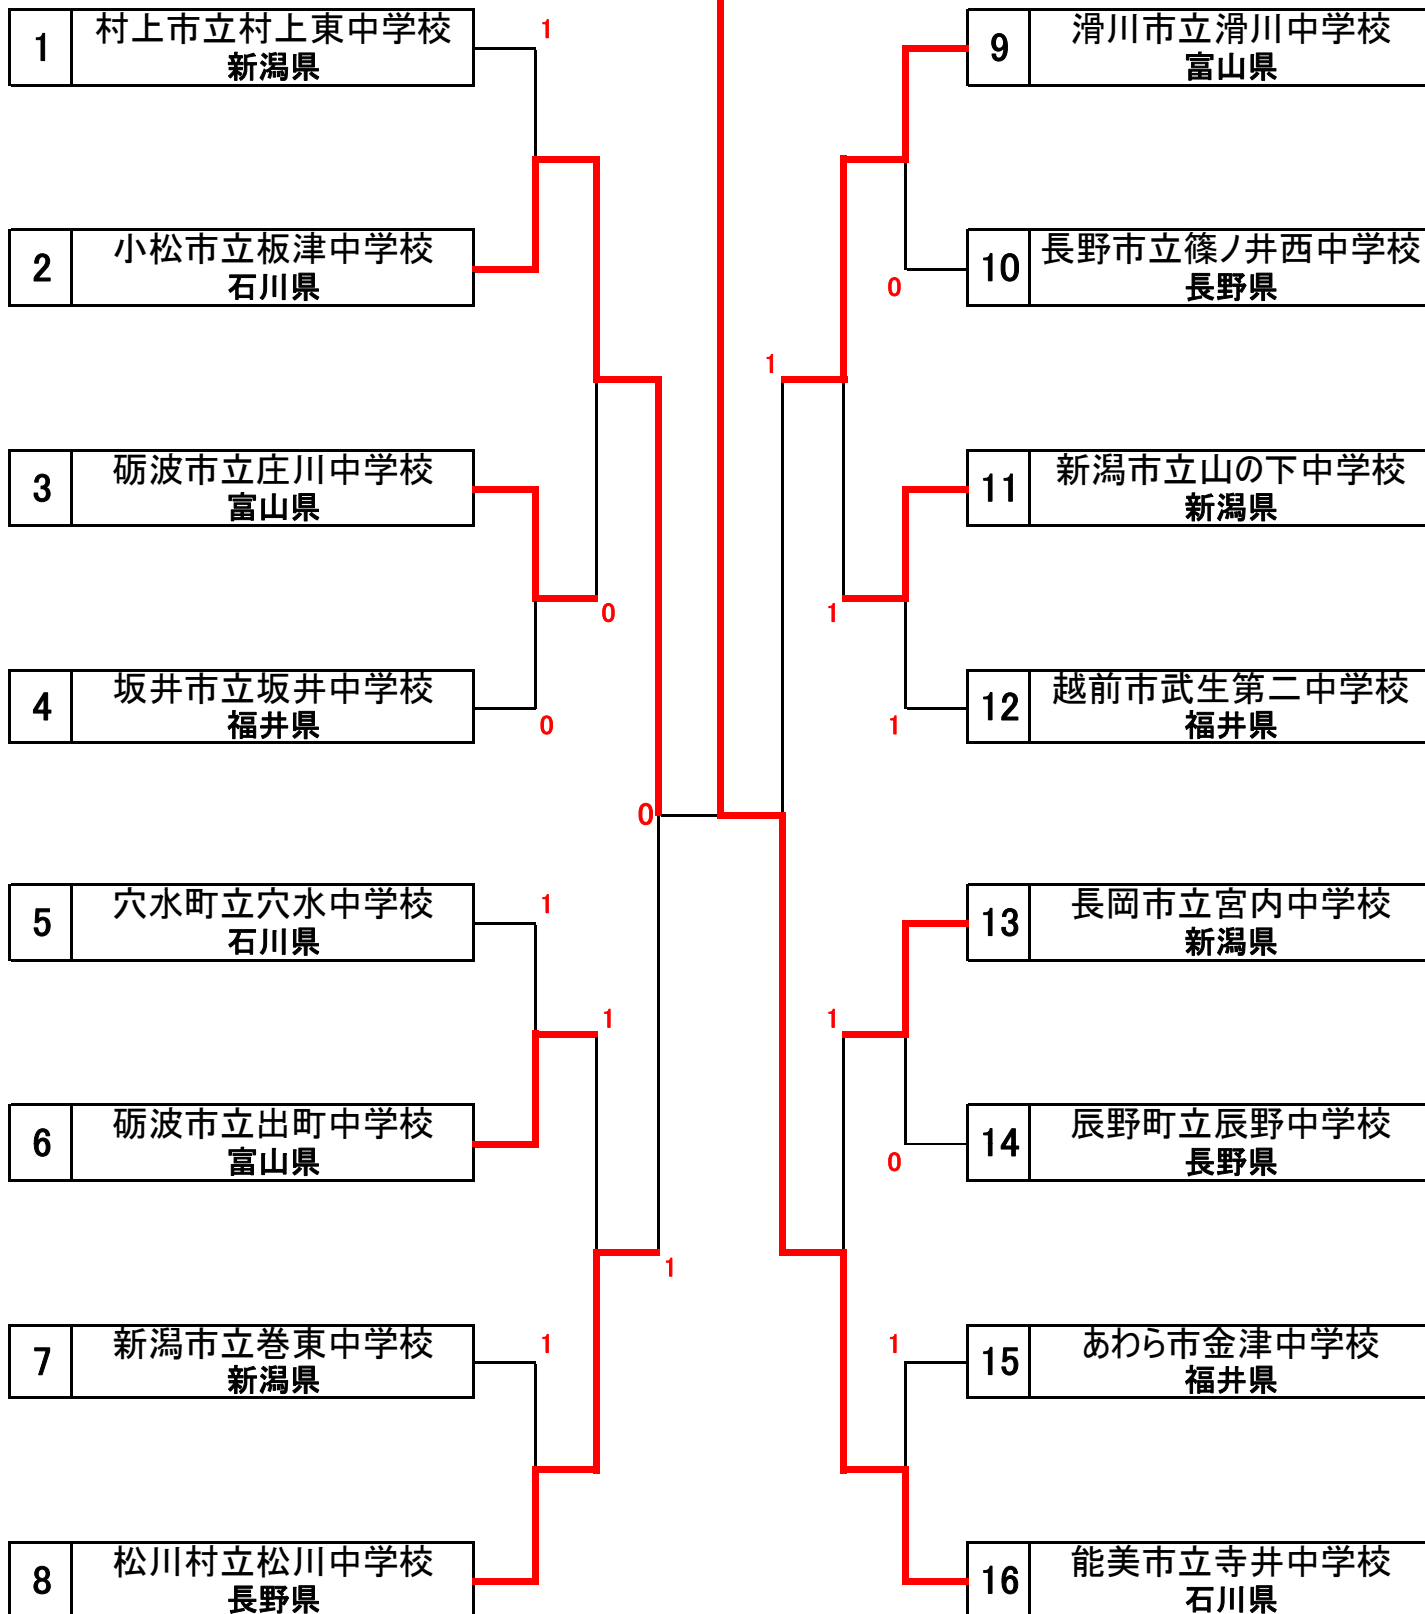 1
村上市立村上東中学校
新潟県
1
2
小松市立板津中学校
石川県
3
砺波市立庄川中学校
富山県
0
4
坂井市立坂井中学校
福井県
0
0
5
穴水町立穴水中学校
石川県
1
1
6
砺波市立出町中学校
富山県
1
7
新潟市立巻東中学校
新潟県
1
8
松川村立松川中学校
長野県
9
滑川市立滑川中学校
富山県
10
長野市立篠ノ井西中学校
長野県
0
1
11
新潟市立山の下中学校
新潟県
1
12
越前市武生第二中学校
福井県
1
13
長岡市立宮内中学校
新潟県
1
14
辰野町立辰野中学校
長野県
0
15
あわら市金津中学校
福井県
1
16
能美市立寺井中学校
石川県